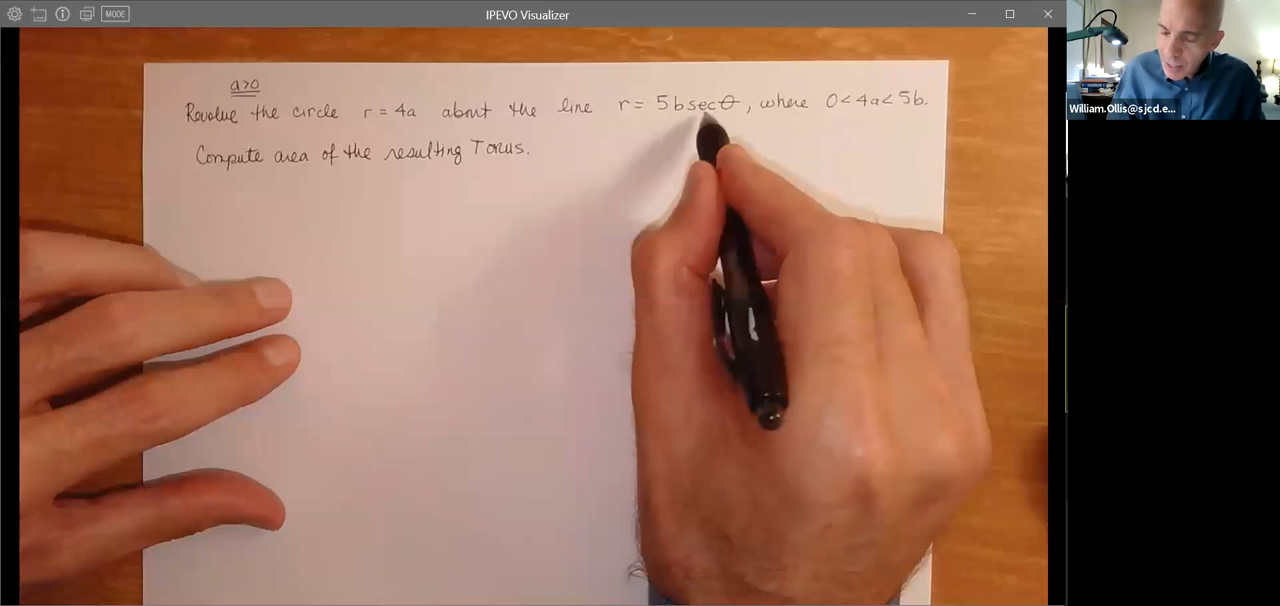 MODE
IPEVO Visualizer
William.Ollis@sjcd.e...
a>0
Revolve the circle r = 4a about the line r = 5b secθ, where 0 < 4a < 5b.
Compute area of the resulting Torus.